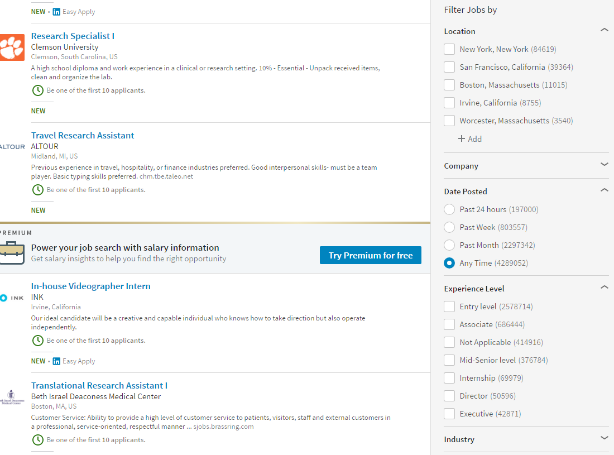 NEW • in Easy Apply
Research Specialist I
Clemson University
Clemson, South Carolina, US
A high school diploma and work experience in a clinical or research setting. 10% - Essential - Unpack received items,
clean and organize the lab.
Be one of the first 10 applicants.
NEW
ALTOUR
Travel Research Assistant
ALTOUR
Midland, MI, US
Previous experience in travel, hospitality, or finance industries preferred. Good interpersonal skills- must be a team
player. Basic typing skills preferred. chm.tbe.taleo.net
Be one of the first 10 applicants.
NEW
PREMIUM
Power your job search with salary information
Get salary insights to help you find the right opportunity
Try Premium for free
INK
In-house Videographer Intern
INK
Irvine, California
Our ideal candidate will be a creative and capable individual who knows how to take direction but also operate
independently.
Be one of the first 10 applicants.
NEW • in Easy Apply
Translational Research Assistant I
Beth Israel Deaconess Medical Center
Boston, MA, US
Customer Service: Ability to provide a high level of customer service to patients, visitors, staff and external customers in
a professional, service-oriented, respectful manner ... sjobs.brassring.com
Be one of the first 10 applicants.
Filter Jobs by
Location
New York, New York (84619)
San Francisco, California (39364)
Boston, Massachusetts (11015)
Irvine, California (8755)
Worcester, Massachusetts (3540)
+ Add
Company
Date Posted
Past 24 hours (197000)
Past Week (803557)
Past Month (2297342)
Any Time (4289052)
Experience Level
Entry level (2578714)
Associate (686444)
Not Applicable (414916)
Mid-Senior level (376784)
Internship (69979)
Director (50596)
Executive (42871)
Industry